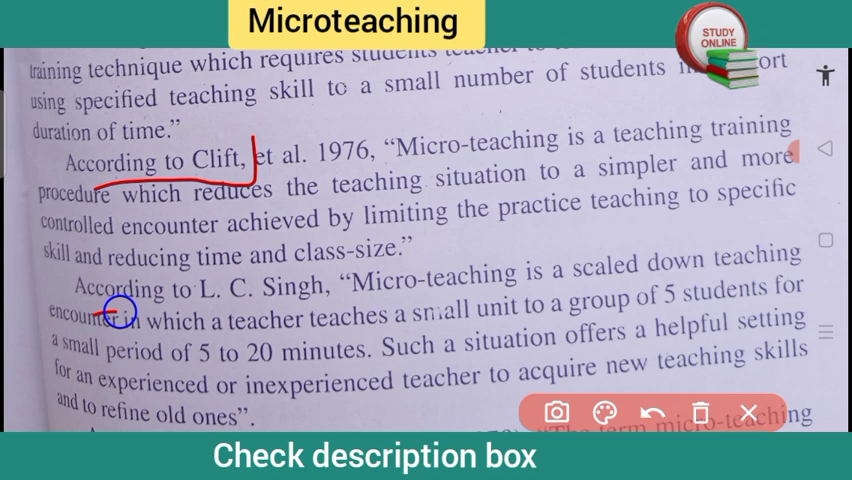 Microteaching
STUDY
ONLINE
training technique which requires students teacher to
using specified teaching skill to a small number of students in ort
duration of time.”
According to Clift, et al. 1976, “Micro-teaching is a teaching training
procedure which reduces the teaching situation to a simpler and more
controlled encounter achieved by limiting the practice teaching to specific
skill and reducing time and class-size.”
According to L. C. Singh, “Micro-teaching is a scaled down teaching
encounter in which a teacher teaches a small unit to a group of 5 students for
a small period of 5 to 20 minutes. Such a situation offers a helpful setting
for an experienced or inexperienced teacher to acquire new teaching skills
and to refine old ones”.
“The term micro-teaching
Check description box